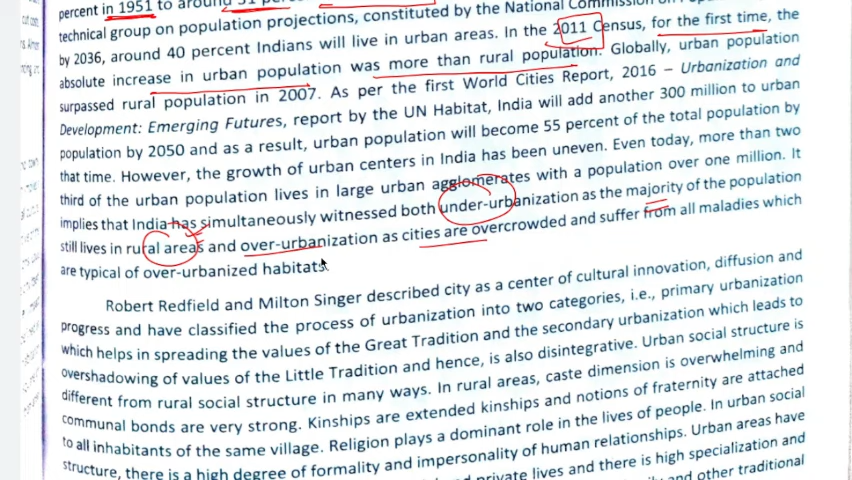 percent in 1951 to around 31 perc
technical group on population projections, constituted by the National Commission
by 2036, around 40 percent Indians will live in urban areas. In the 2011 Census, for the first time, the
absolute increase in urban population was more than rural population. Globally, urban population
surpassed rural population in 2007. As per the first World Cities Report, 2016 – Urbanization and
Development: Emerging Futures, report by the UN Habitat, India will add another 300 million to urban
population by 2050 and as a result, urban population will become 55 percent of the total population by
that time. However, the growth of urban centers in India has been uneven. Even today, more than two
third of the urban population lives in large urban agglomerates with a population over one million. It
implies that India has simultaneously witnessed both under-urbanization as the majority of the population
still lives in rural areas and over-urbanization as cities are overcrowded and suffer from all maladies which
are typical of over-urbanized habitats.
Robert Redfield and Milton Singer described city as a center of cultural innovation, diffusion and
progress and have classified the process of urbanization into two categories, i.e., primary urbanization
which helps in spreading the values of the Great Tradition and the secondary urbanization which leads to
overshadowing of values of the Little Tradition and hence, is also disintegrative. Urban social structure is
different from rural social structure in many ways. In rural areas, caste dimension is overwhelming and
communal bonds are very strong. Kinships are extended kinships and notions of fraternity are attached
to all inhabitants of the same village. Religion plays a dominant role in the lives of people. In urban social
structure, there is a high degree of formality and impersonality of human relationships. Urban areas have
private lives and there is high specialization and
and other traditional